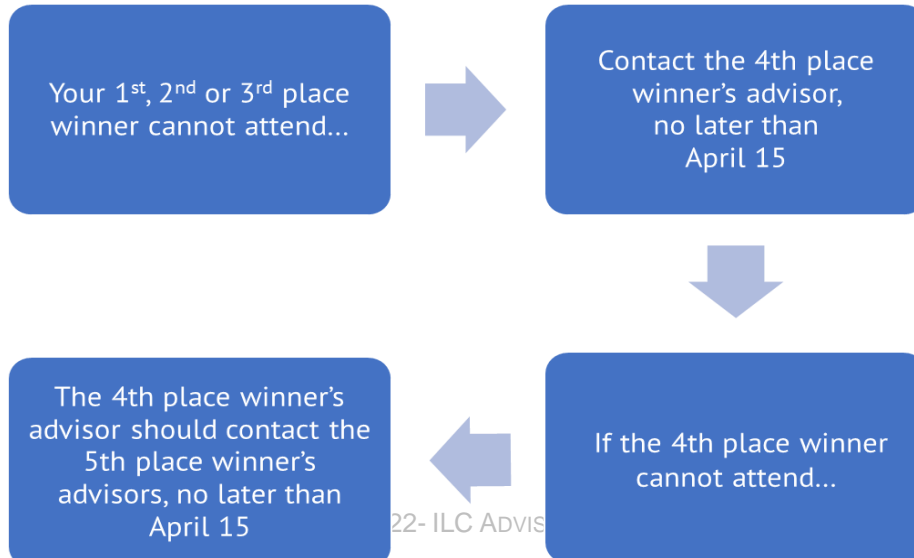 Your 1st, 2nd or 3rd place
winner cannot attend...
Contact the 4th place
winner's advisor,
no later than
April 15
If the 4th place winner
cannot attend...
The 4th place winner's
advisor should contact the
5th place winner's
advisors, no later than
April 15
22- ILC